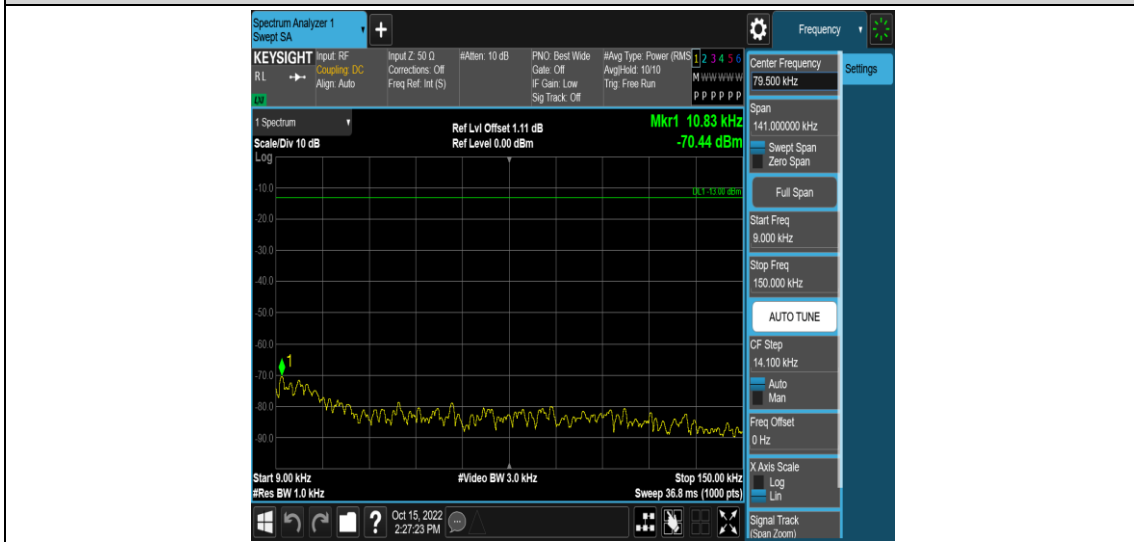 Spectrum Analyzer 1
Swept SA
+
Frequency
KEYSIGHT
RL
LXI
Input: RF
Coupling: DC
Align: Auto
Input Z: 50 Ω
Corrections: Off
Freq Ref: Int (S)
#Atten: 10 dB
PNO: Best Wide
Gate: Off
IF Gain: Low
Sig Track: Off
#Avg Type: Power (RMS
Avg|Hold: 10/10
Trig: Free Run
1 2 3 4 5 6
M W W W W W
P P P P P P
1 Spectrum
Scale/Div 10 dB
Ref Lvl Offset 1.11 dB
Ref Level 0.00 dBm
Mkr1 10.83 kHz
-70.44 dBm
Log
DL1 -13.00 dBm
-10.0
-20.0
-30.0
-40.0
-50.0
-60.0
-70.0
-80.0
-90.0
1
Start 9.00 kHz
#Res BW 1.0 kHz
#Video BW 3.0 kHz
Stop 150.00 kHz
Sweep 36.8 ms (1000 pts)
Oct 15, 2022
2:27:23 PM
Center Frequency
79.500 kHz
Settings
Span
141.000000 kHz
Swept Span
Zero Span
Full Span
Start Freq
9.000 kHz
Stop Freq
150.000 kHz
AUTO TUNE
CF Step
14.100 kHz
Auto
Man
Freq Offset
0 Hz
X Axis Scale
Log
Lin
Signal Track
(Span Zoom)